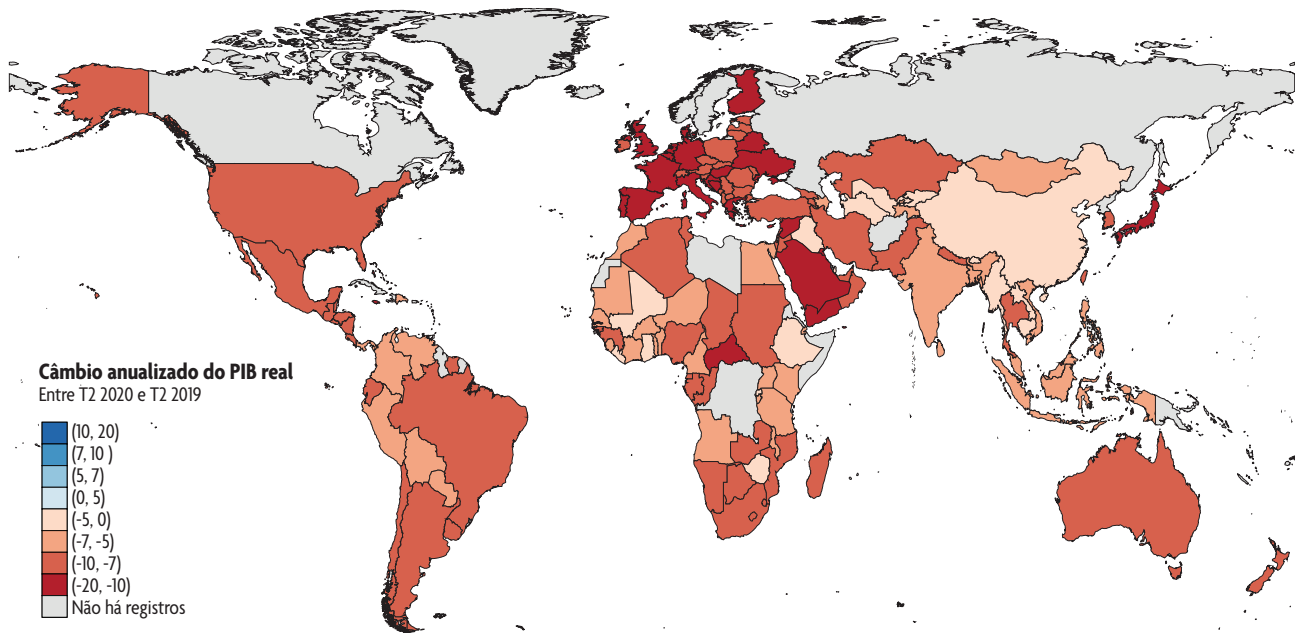 Câmbio anualizado do PIB real
Entre T2 2020 e T2 2019
(10, 20)
(7, 10 )
(5, 7)
(0, 5)
(-5, 0)
(-7, -5)
(-10, -7)
(-20, -10)
Não há registros